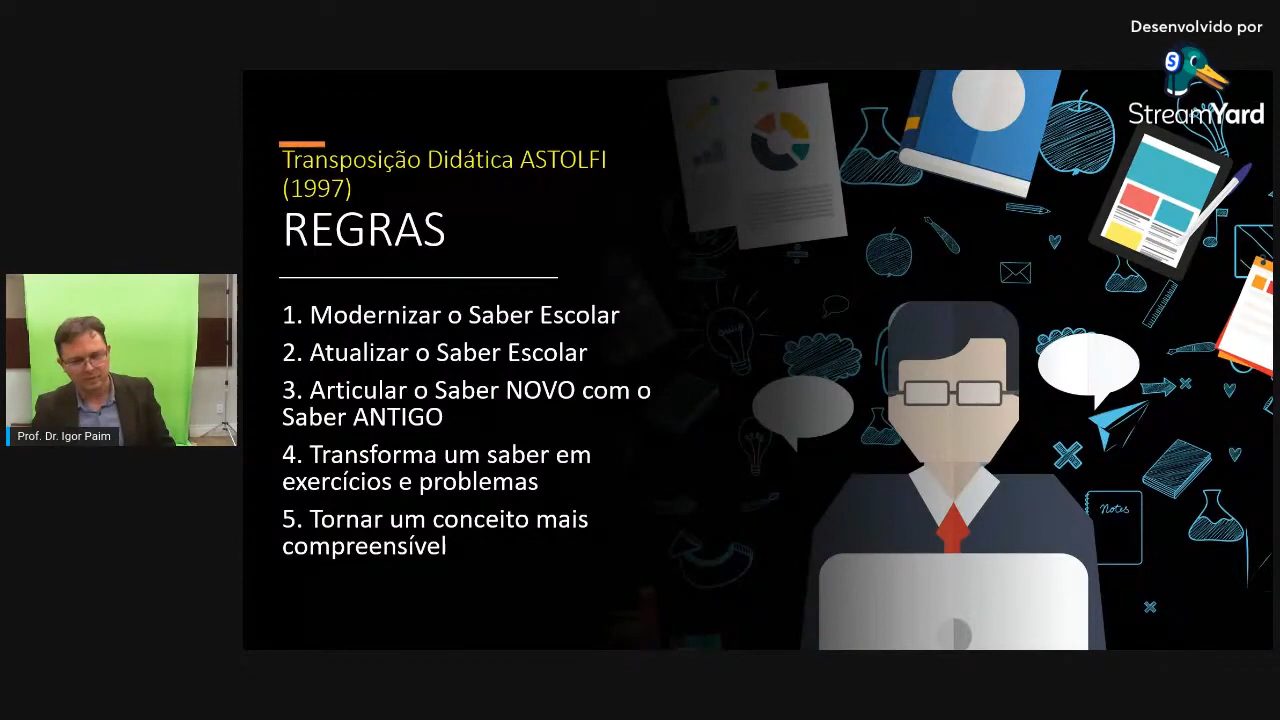 Desenvolvido por
StreamYard
Transposição Didática ASTOLFI
(1997)
REGRAS
1. Modernizar o Saber Escolar
2. Atualizar o Saber Escolar
3. Articular o Saber NOVO com o
Saber ANTIGO
4. Transforma um saber em
exercícios e problemas
5. Tornar um conceito mais
compreensível
Prof. Dr. Igor Paim
Notes